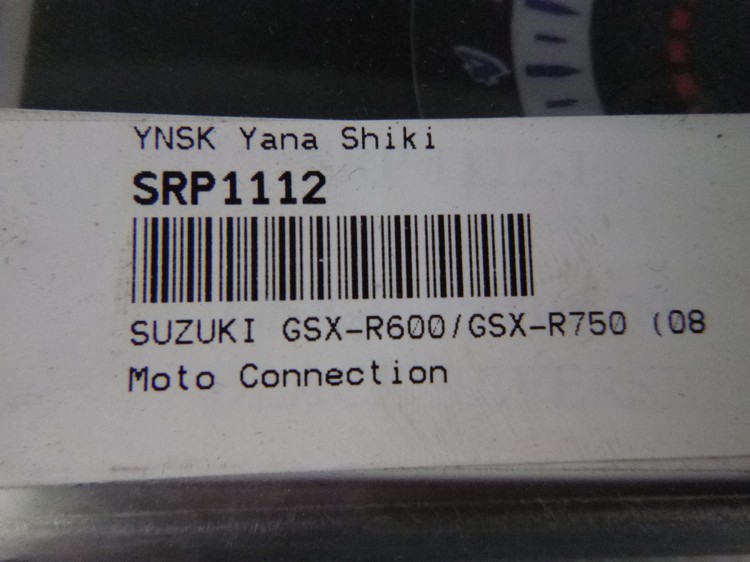 YNSK Yana Shiki
SRP1112
SUZUKI GSX-R600/GSX-R750 (08
Moto Connection